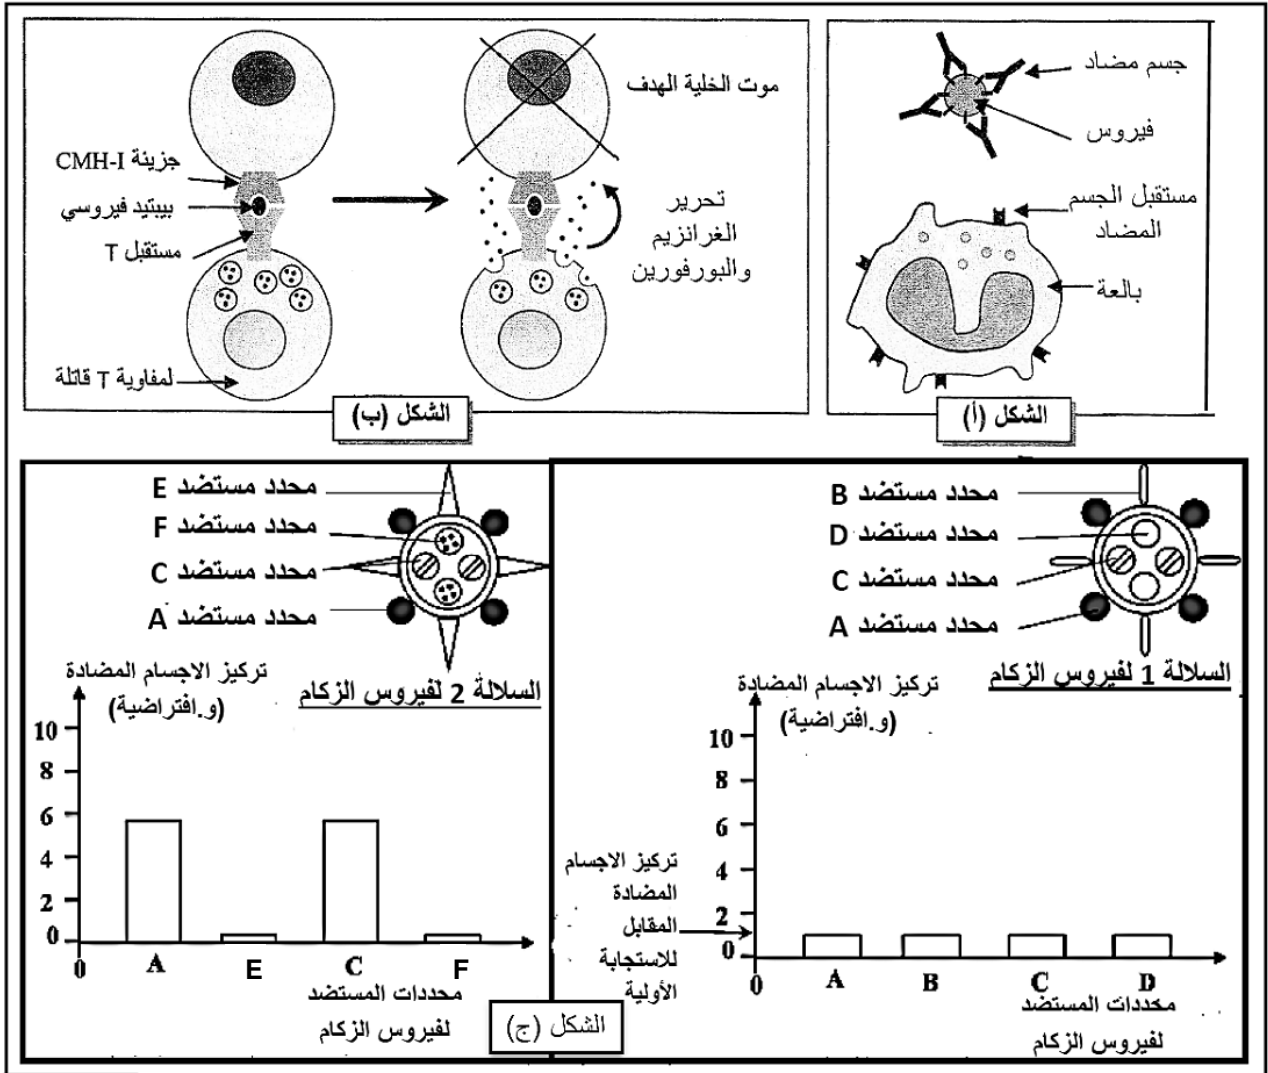 جسم مضاد
فيروس
مستقبل الجسم
المضاد
بالعة
الشكل (أ)
موت الخلية الهدف
جزيئة CMH-I
بيبتيد فيروسي
مستقبل T
تحرير
الغرانزيم
والبورفورين
لمفاوية T قاتلة
الشكل (ب)
محدد مستضد B
محدد مستضد D
محدد مستضد C
محدد مستضد A
السلالة 1 لفيروس الزكام
تركيز الاجسام المضادة
(و.افتراضية)
10
8
6
4
2
0
0
A B C D
محددات المستضد
لفيروس الزكام
تركيز الاجسام
المضادة
المقابل
للاستجابة
الأولية
محدد مستضد E
محدد مستضد F
محدد مستضد C
محدد مستضد A
السلالة 2 لفيروس الزكام
تركيز الاجسام المضادة
(و.افتراضية)
10
8
6
4
2
0
0
A E C F
محددات المستضد
لفيروس الزكام
الشكل (ج)